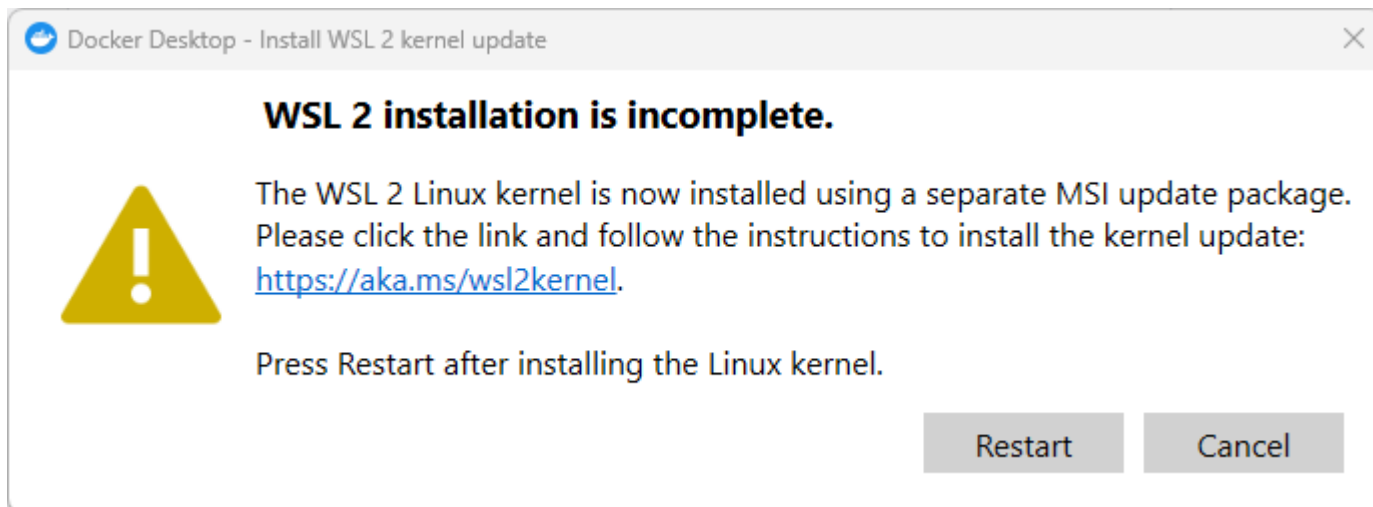 Docker Desktop - Install WSL 2 kernel update
WSL 2 installation is incomplete.
The WSL 2 Linux kernel is now installed using a separate MSI update package.
Please click the link and follow the instructions to install the kernel update:
https://aka.ms/wsl2kernel.
Press Restart after installing the Linux kernel.
Restart Cancel